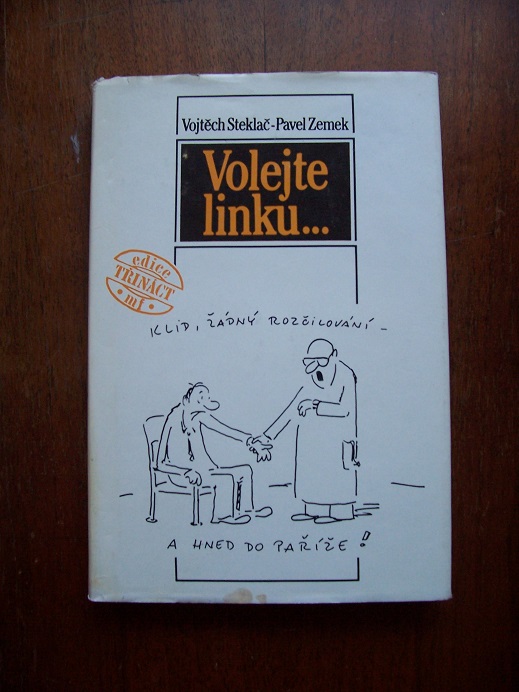 Vojtěch Steklač-Pavel Zemek
Volejte
linku...
edice
TŘINÁCT
• mf •
KLID, ŽÁDNÝ ROZČILOVÁNÍ –
A HNED DO PAŘÍŽE!